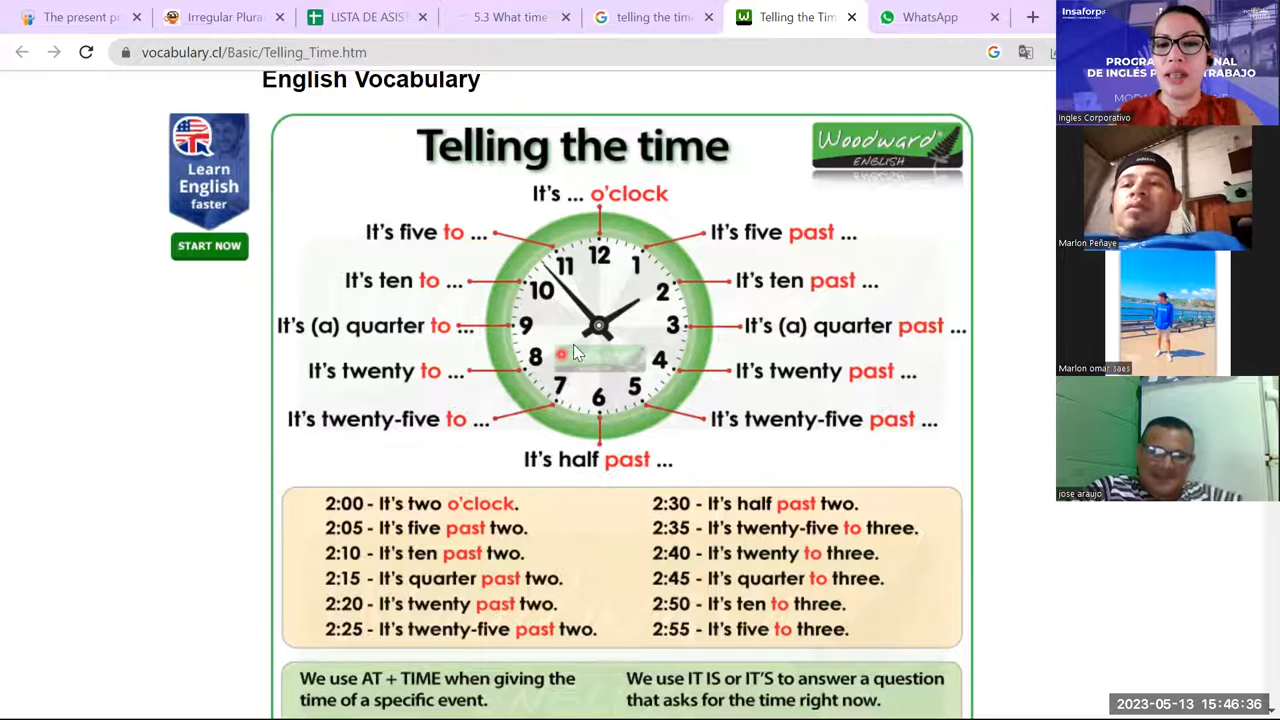 The present p
Irregular Plura
LIST
5.3 What tim
telling the time
Telling the Tim
WhatsApp
vocabulary.cl/Basic/Telling_Time.htm
English Vocabulary
Learn
English
faster
START NOW
Telling the time
Woodward
ENGLISH
It's ... o'clock
It's five to ...
It's five past ...
It's ten to ...
It's ten past ...
It's (a) quarter to ...
It's (a) quarter past ...
It's twenty to ...
It's twenty past ...
It's twenty-five to ...
It's twenty-five past ...
It's half past ...
12
11
1
10
2
9
3
8
4
7
5
6
2:00 - It's two o'clock.
2:05 - It's five past two.
2:10 - It's ten past two.
2:15 - It's quarter past two.
2:20 - It's twenty past two.
2:25 - It's twenty-five past two.
2:30 - It's half past two.
2:35 - It's twenty-five to three.
2:40 - It's twenty to three.
2:45 - It's quarter to three.
2:50 - It's ten to three.
2:55 - It's five to three.
We use AT + TIME when giving the
time of a specific event.
We use IT IS or IT'S to answer a question
that asks for the time right now.
Insaforp
PROGRA NAL
DE INGLÉS P TRABAJO
Ingles Corporativo
Marlon Peñaye
Marlon omar saes
jose araujo
2023-05-13 15:46:36